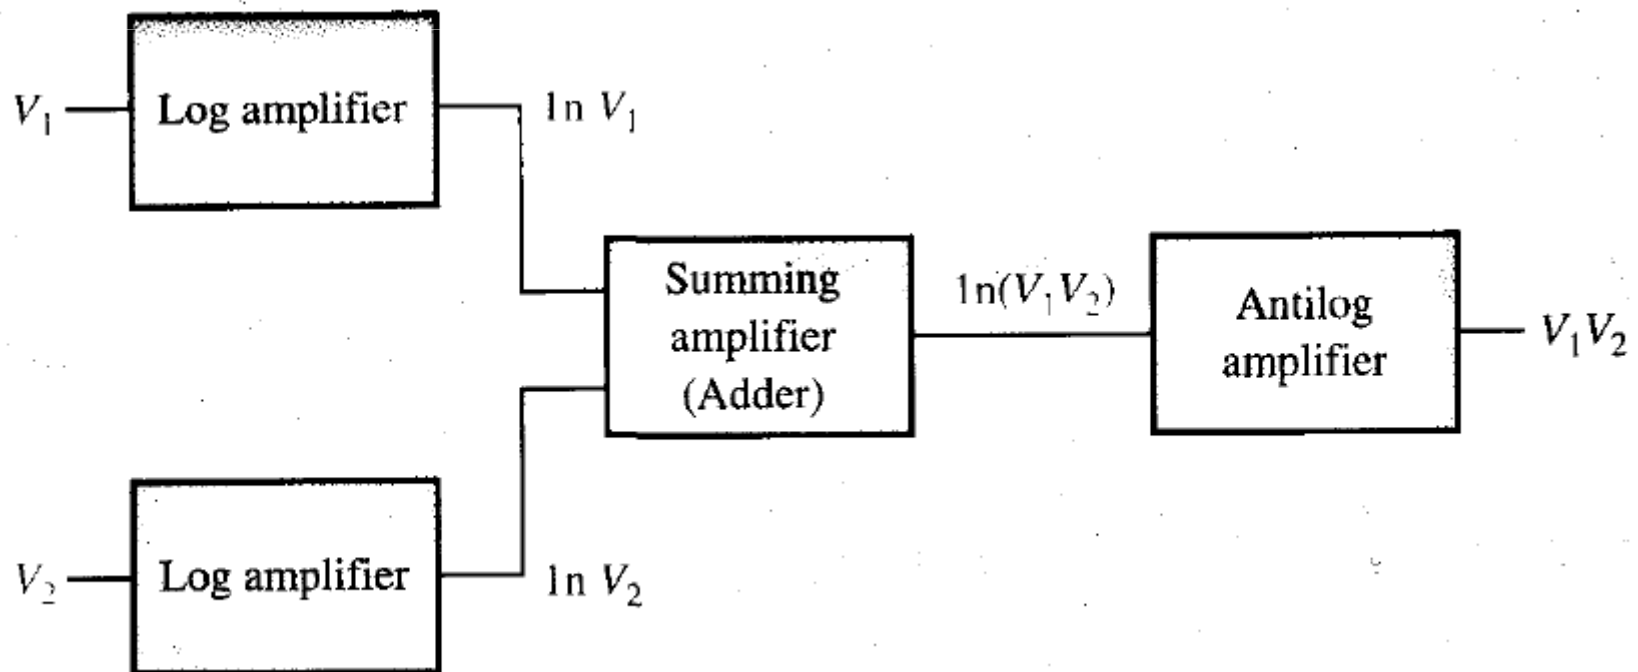 V₁
Log amplifier
ln V₁
Summing
amplifier
(Adder)
ln(V₁V₂)
Antilog
amplifier
V₁V₂
V₂
Log amplifier
ln V₂